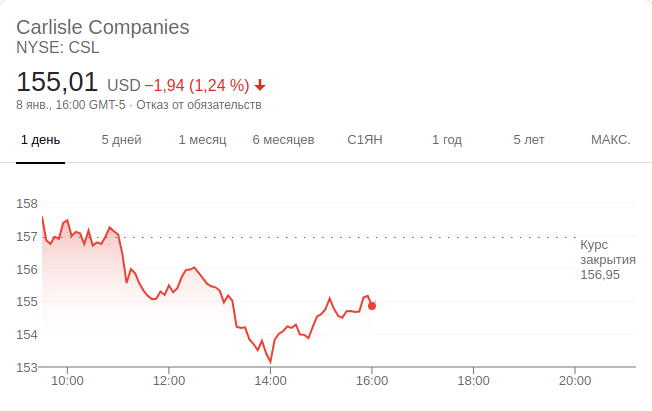 Carlisle Companies
NYSE: CSL
155,01 USD −1,94 (1,24 %)
8 янв., 16:00 GMT-5 · Отказ от обязательств
1 день 5 дней 1 месяц 6 месяцев С1ЯН 1 год 5 лет МАКС.
158
157
156
155
154
153
Курс
закрытия
156,95
10:00 12:00 14:00 16:00 18:00 20:00